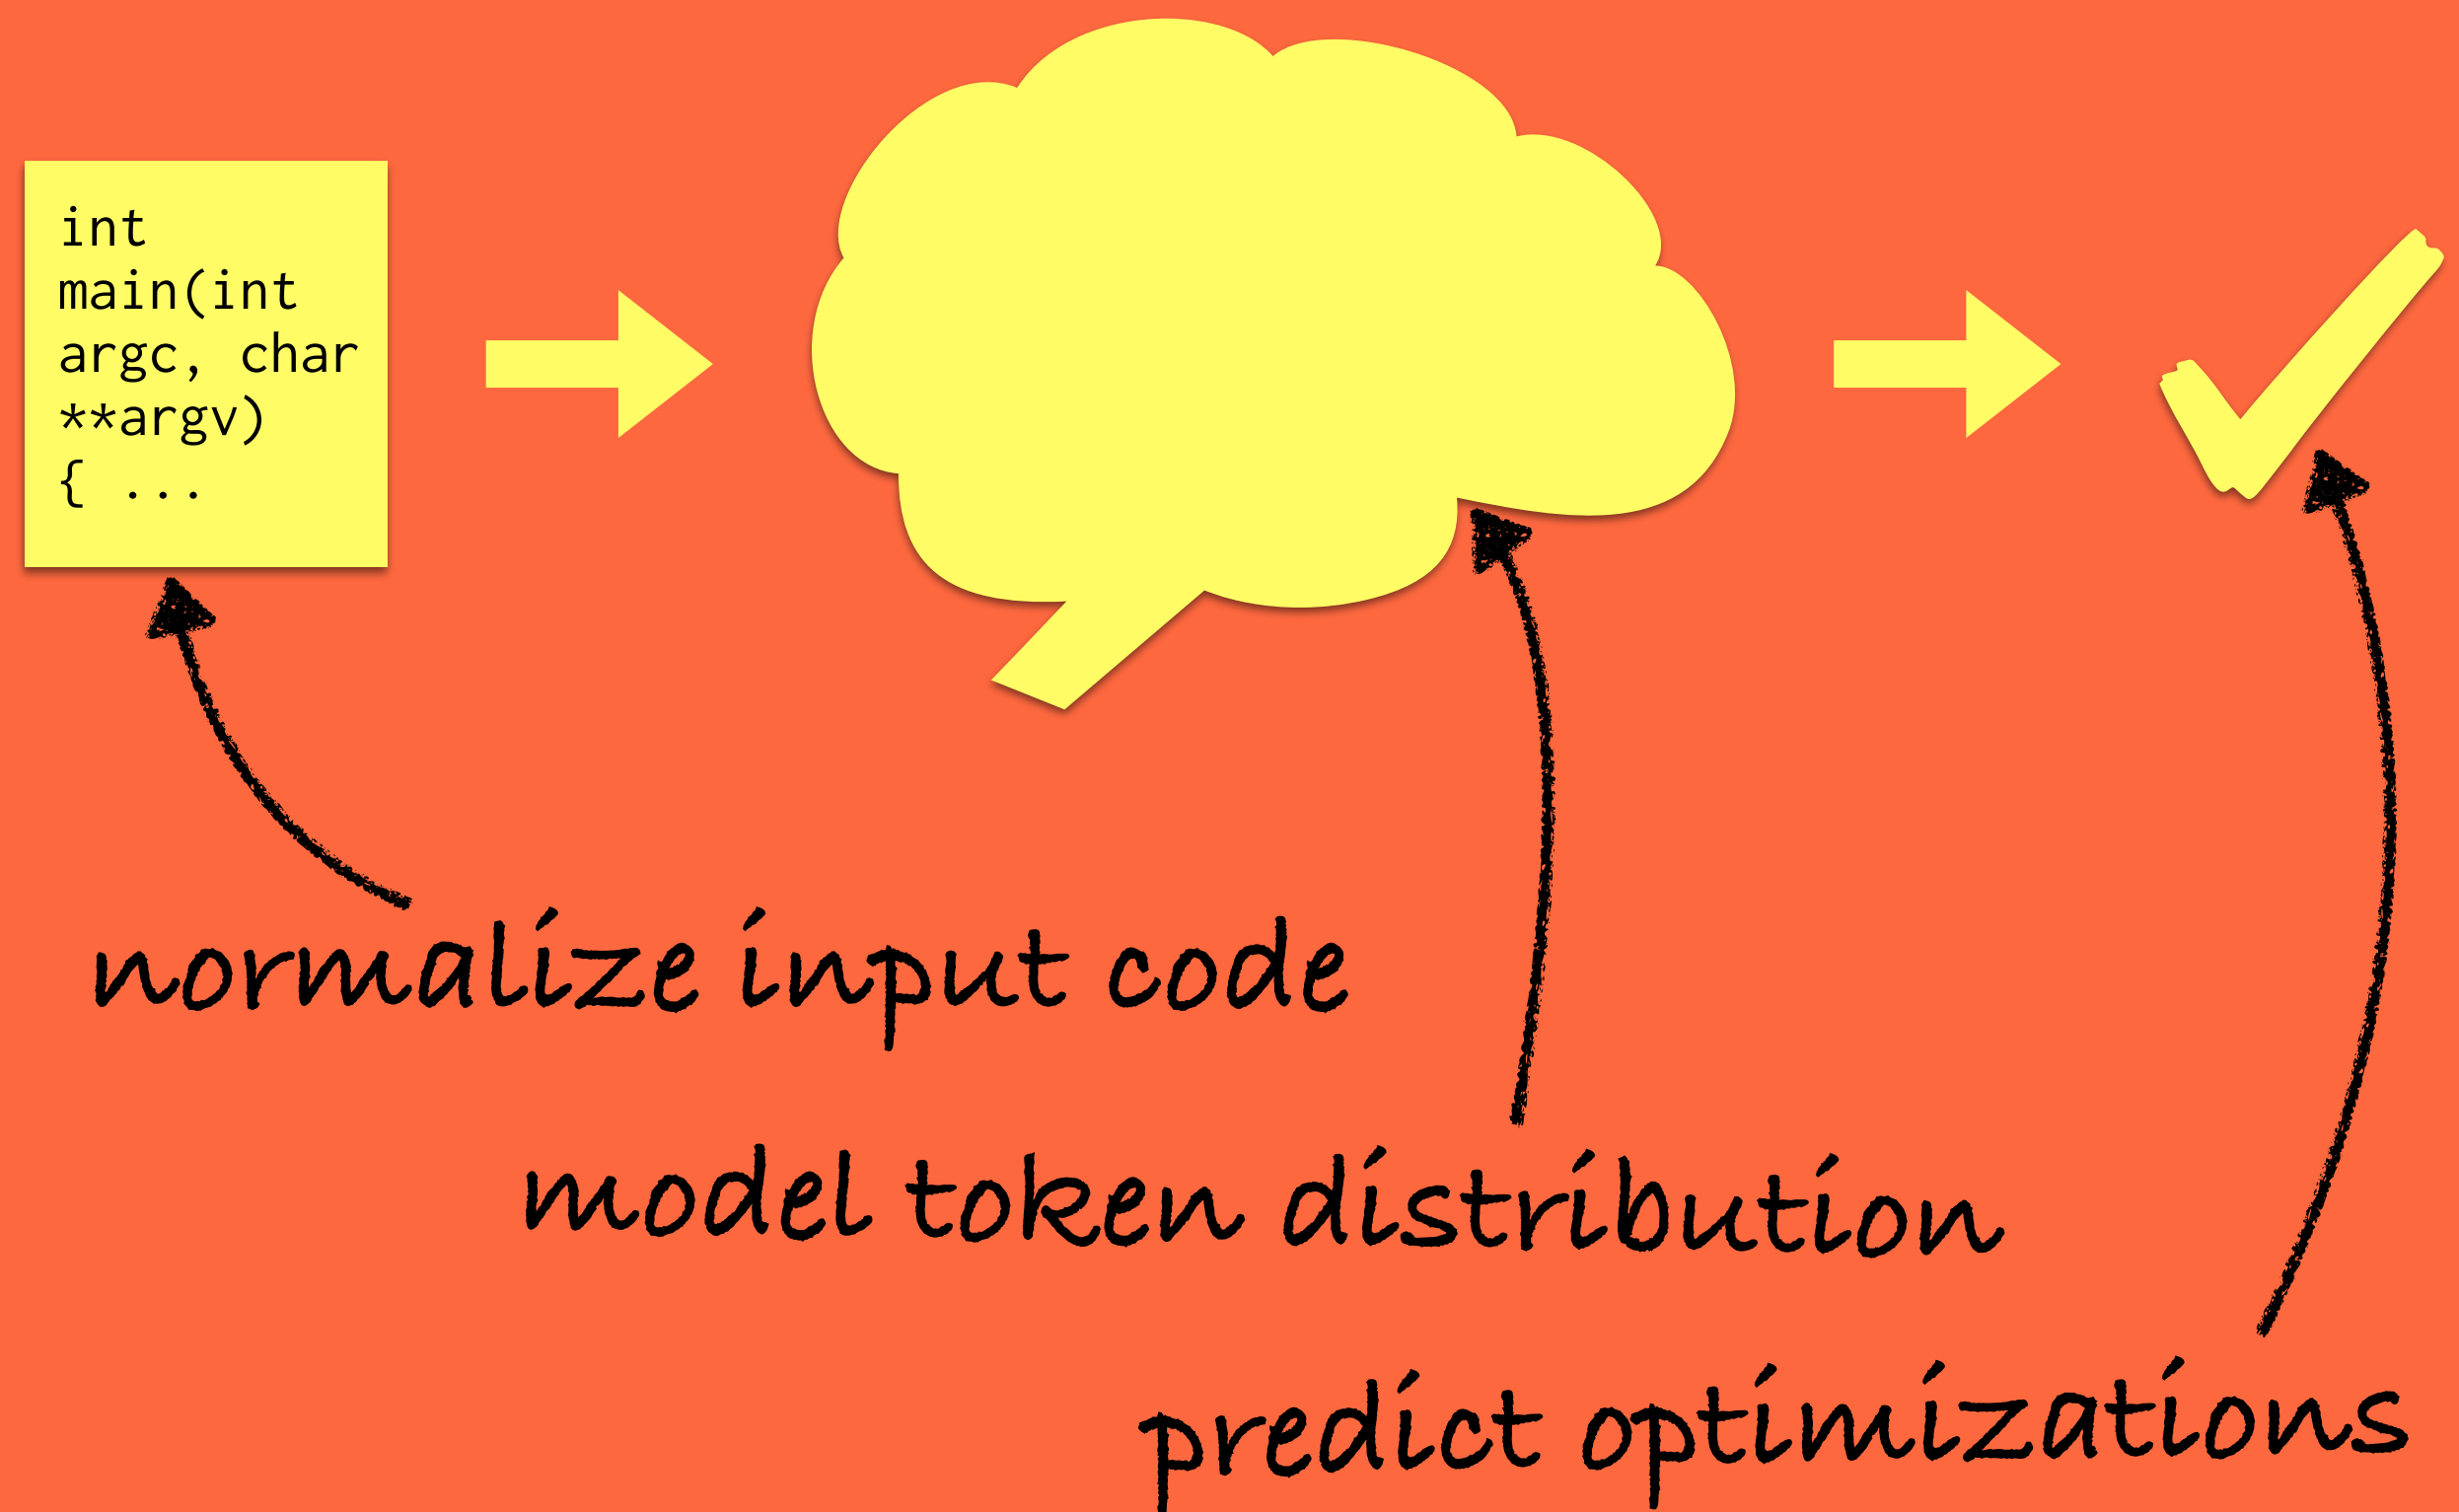 int
main(int
argc, char
**argv)
{ ...
normalize input code
model token distribution
predict optimizations